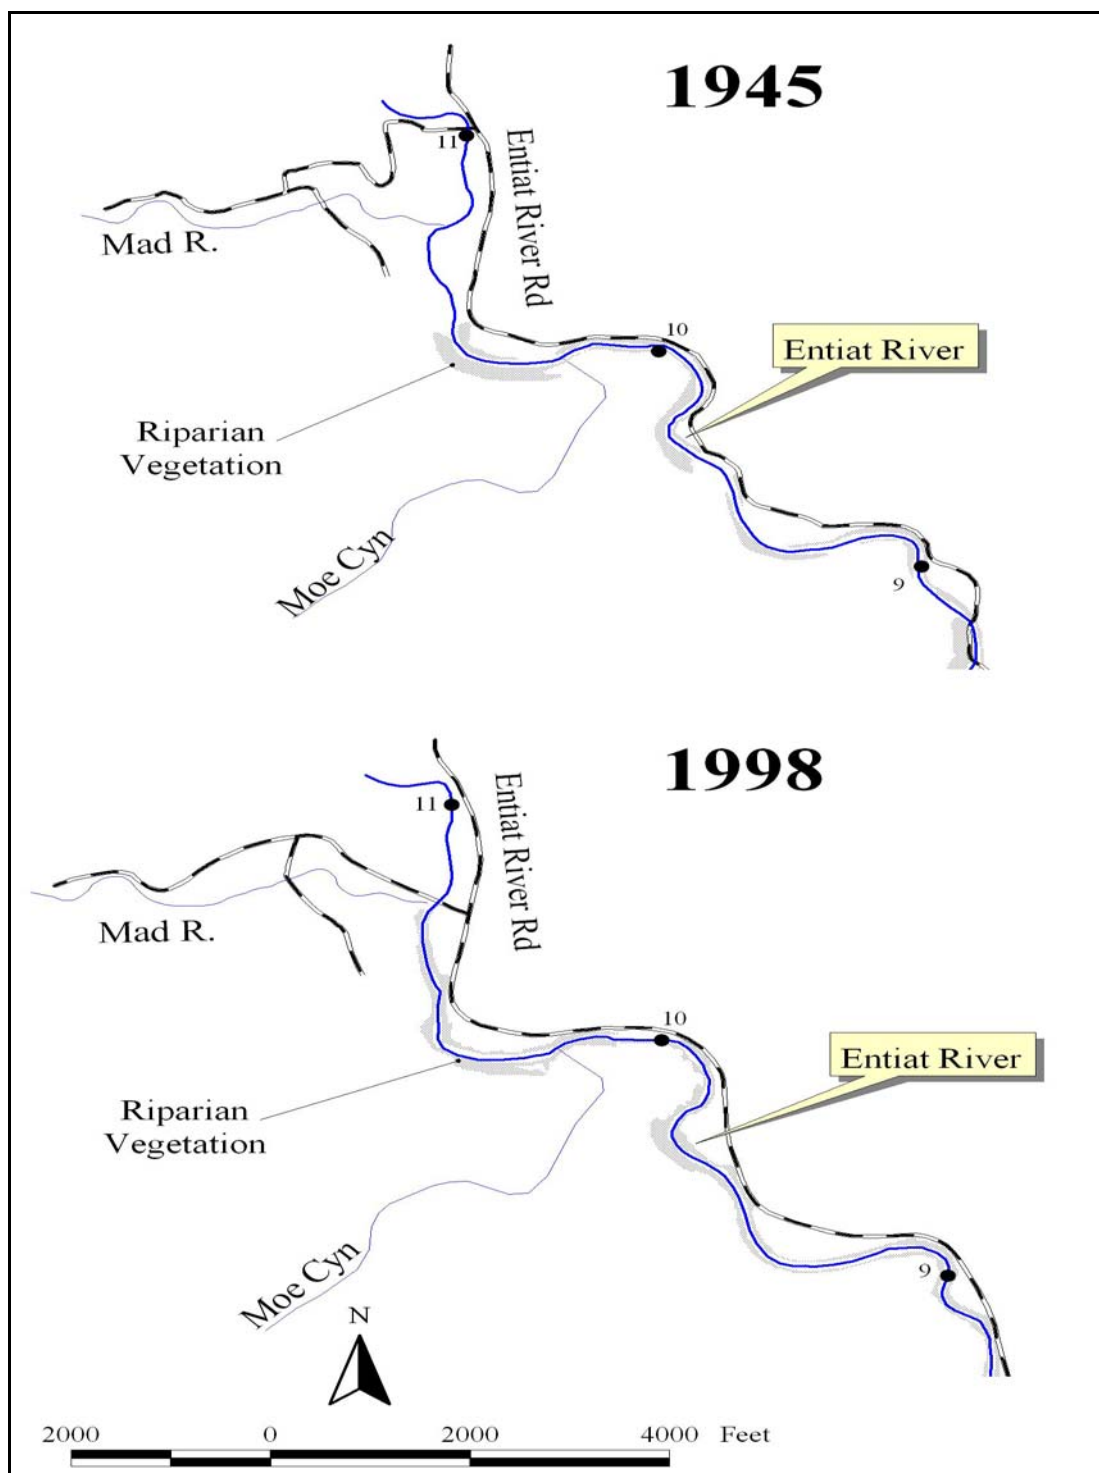 1945
11
Entiat River Rd
Mad R.
10
Entiat River
Riparian
Vegetation
Moe Cyn
9
1998
11
Entiat River Rd
Mad R.
10
Entiat River
Riparian
Vegetation
9
Moe Cyn
N
2000 0 2000 4000 Feet